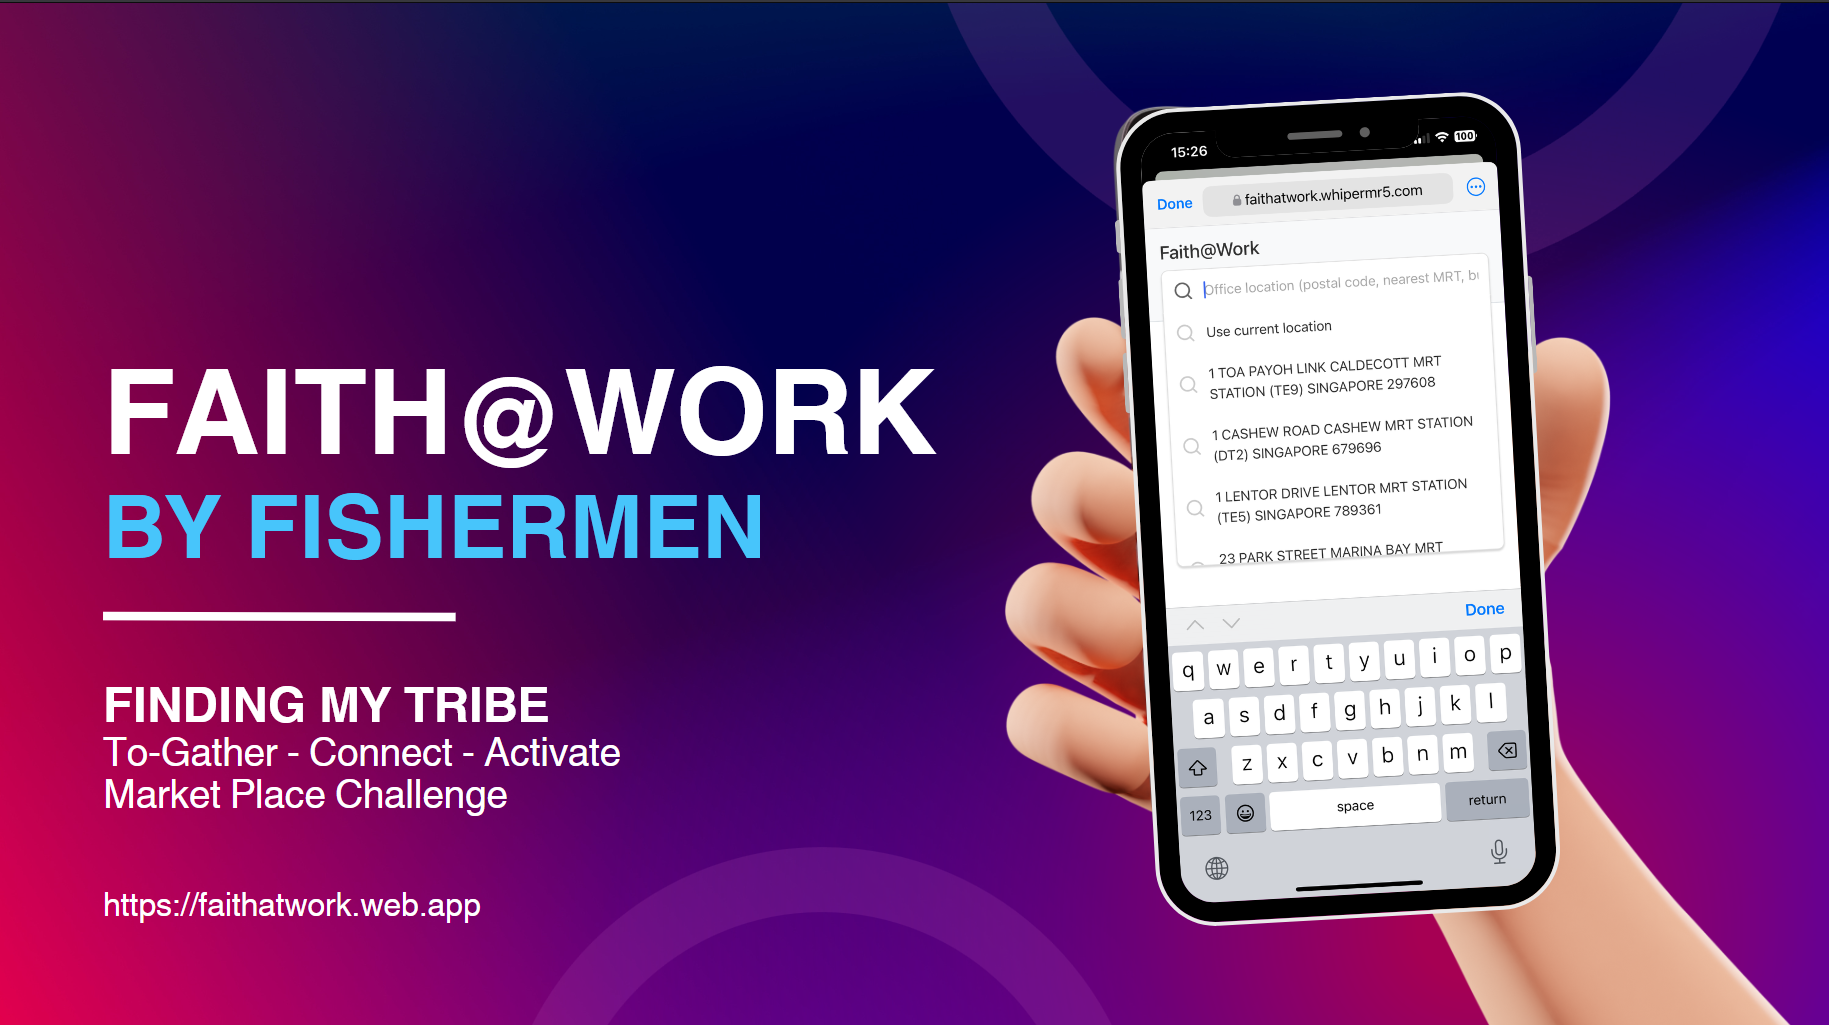 FAITH@WORK
BY FISHERMEN
FINDING MY TRIBE
To-Gather - Connect - Activate
Market Place Challenge
https://faithatwork.web.app
15:26
100
Done
faithatwork.whipermr5.com
Faith@Work
Office location (postal code, nearest MRT, bu
Use current location
1 TOA PAYOH LINK CALDECOTT MRT
STATION (TE9) SINGAPORE 297608
1 CASHEW ROAD CASHEW MRT STATION
(DT2) SINGAPORE 679696
1 LENTOR DRIVE LENTOR MRT STATION
(TE5) SINGAPORE 789361
23 PARK STREET MARINA BAY MRT
Done
q w e r t y u i o p
a s d f g h j k l
z x c v b n m
123 space return